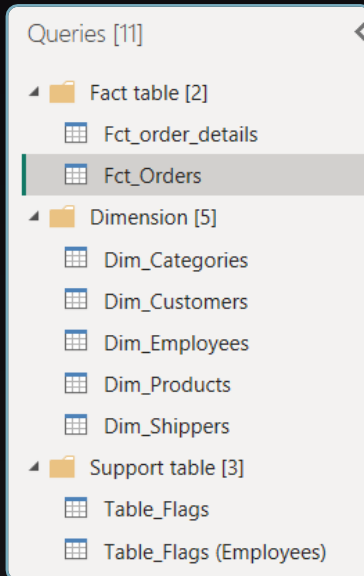 Queries [11]
Fact table [2]
Fct_order_details
Fct_Orders
Dimension [5]
Dim_Categories
Dim_Customers
Dim_Employees
Dim_Products
Dim_Shippers
Support table [3]
Table_Flags
Table_Flags (Employees)